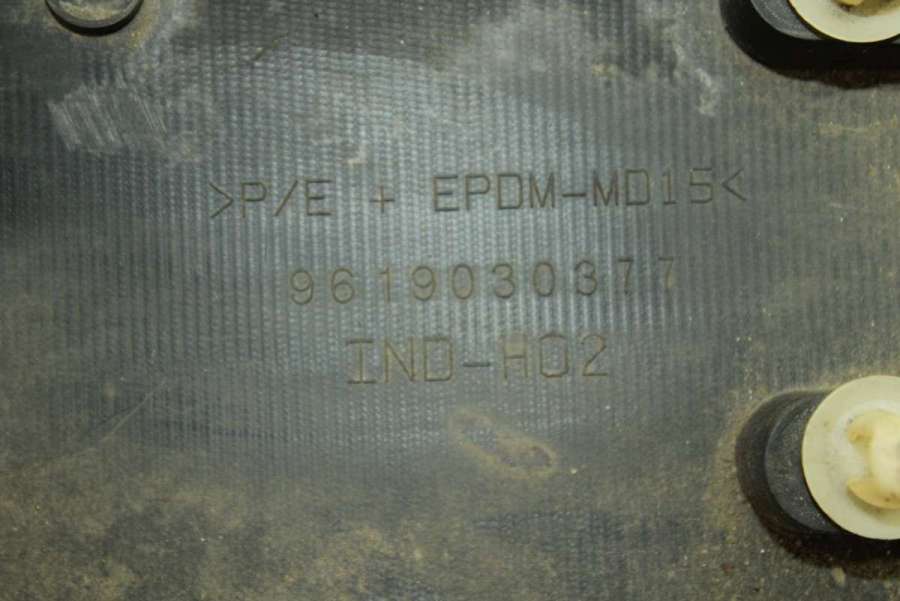 >P/E + EPDM-MD15<
9619030377
IND-H02